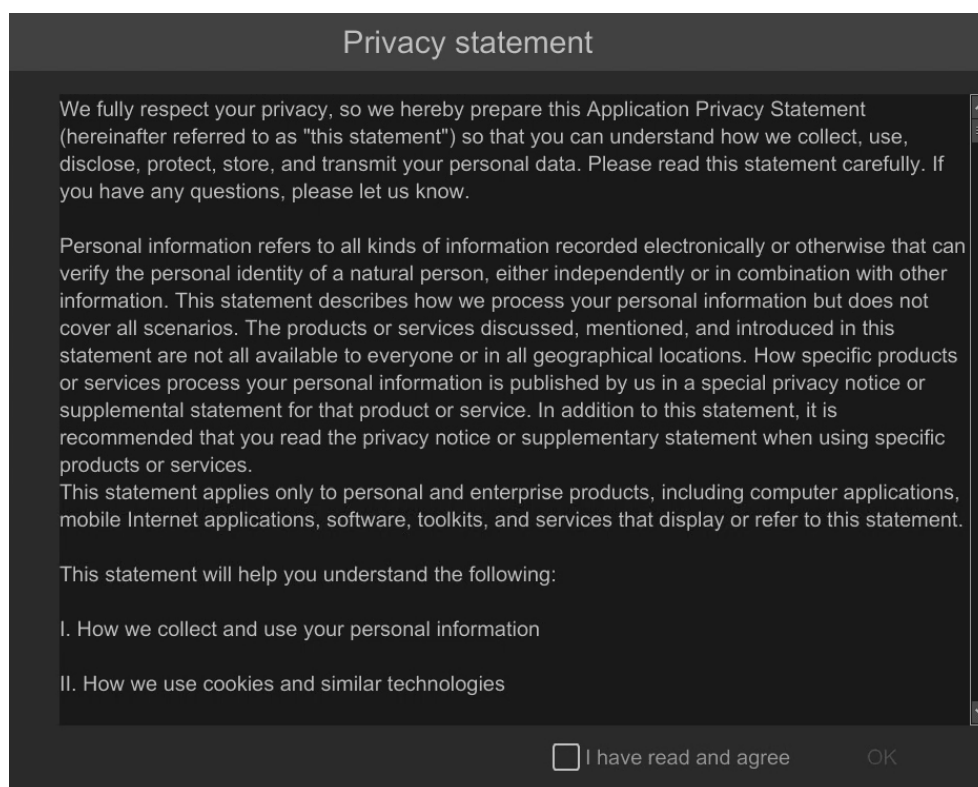 Privacy statement
We fully respect your privacy, so we hereby prepare this Application Privacy Statement
(hereinafter referred to as "this statement") so that you can understand how we collect, use,
disclose, protect, store, and transmit your personal data. Please read this statement carefully. If
you have any questions, please let us know.
Personal information refers to all kinds of information recorded electronically or otherwise that can
verify the personal identity of a natural person, either independently or in combination with other
information. This statement describes how we process your personal information but does not
cover all scenarios. The products or services discussed, mentioned, and introduced in this
statement are not all available to everyone or in all geographical locations. How specific products
or services process your personal information is published by us in a special privacy notice or
supplemental statement for that product or service. In addition to this statement, it is
recommended that you read the privacy notice or supplementary statement when using specific
products or services.
This statement applies only to personal and enterprise products, including computer applications,
mobile Internet applications, software, toolkits, and services that display or refer to this statement.
This statement will help you understand the following:
I. How we collect and use your personal information
II. How we use cookies and similar technologies
I have read and agree OK